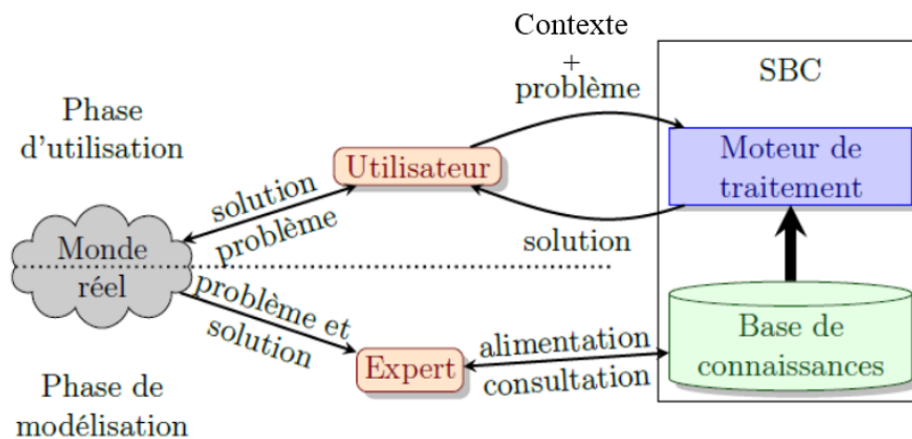 Contexte
+
problème
SBC
Phase
d'utilisation
Utilisateur
Moteur de
traitement
solution
problème
solution
Monde
réel
problème et
solution
Expert
alimentation
consultation
Base de
connaissances
Phase de
modélisation